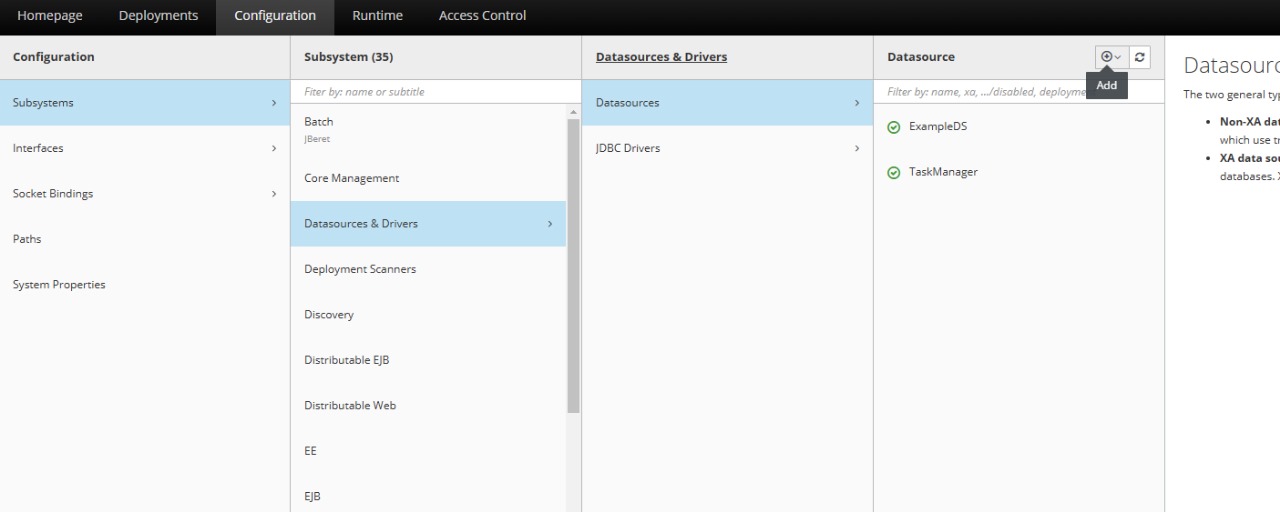 Homepage Deployments Configuration Runtime Access Control
Configuration
Subsystems
Interfaces
Socket Bindings
Paths
System Properties
Subsystem (35)
Fiter by: name or subtitle
Batch
JBeret
Core Management
Datasources & Drivers
Deployment Scanners
Discovery
Distributable EJB
Distributable Web
EE
EJB
Datasources & Drivers
Datasources
JDBC Drivers
Datasource
Add
Filter by: name, xa, .../disabled, deployme
ExampleDS
TaskManager
Datasourc
The two general typ
Non-XA dat
which use tr
XA data sou
databases. X